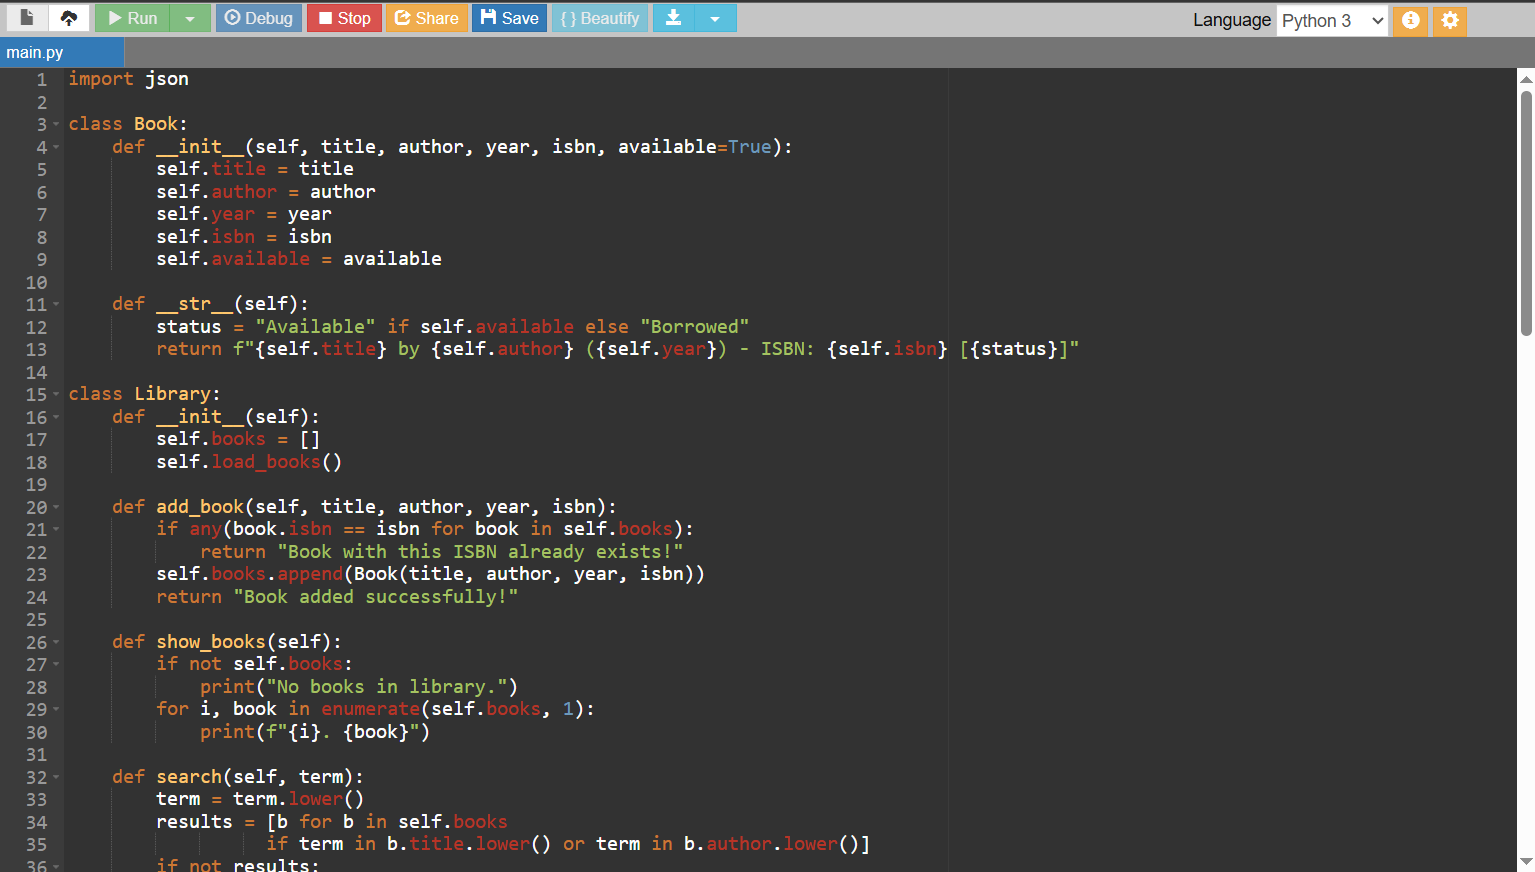 Run Debug Stop Share Save { } Beautify Language Python 3
main.py
1 import json
2
3 class Book:
4     def __init__(self, title, author, year, isbn, available=True):
5         self.title = title
6         self.author = author
7         self.year = year
8         self.isbn = isbn
9         self.available = available
10
11     def __str__(self):
12         status = "Available" if self.available else "Borrowed"
13         return f"{self.title} by {self.author} ({self.year}) - ISBN: {self.isbn} [{status}]"
14
15 class Library:
16     def __init__(self):
17         self.books = []
18         self.load_books()
19
20     def add_book(self, title, author, year, isbn):
21         if any(book.isbn == isbn for book in self.books):
22             return "Book with this ISBN already exists!"
23         self.books.append(Book(title, author, year, isbn))
24         return "Book added successfully!"
25
26     def show_books(self):
27         if not self.books:
28             print("No books in library.")
29         for i, book in enumerate(self.books, 1):
30             print(f"{i}. {book}")
31
32     def search(self, term):
33         term = term.lower()
34         results = [b for b in self.books
35                   if term in b.title.lower() or term in b.author.lower()]
36         if not results: